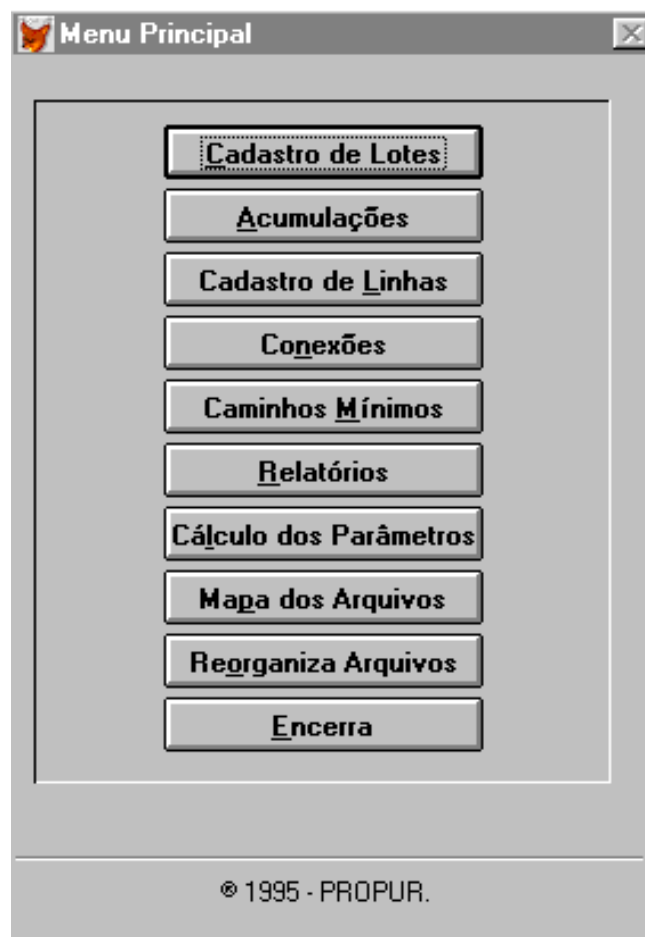 Menu Principal
Cadastro de Lotes
Acumulações
Cadastro de Linhas
Conexões
Caminhos Mínimos
Relatórios
Cálculo dos Parâmetros
Mapa dos Arquivos
Reorganiza Arquivos
Encerra
® 1995 - PROPUR.